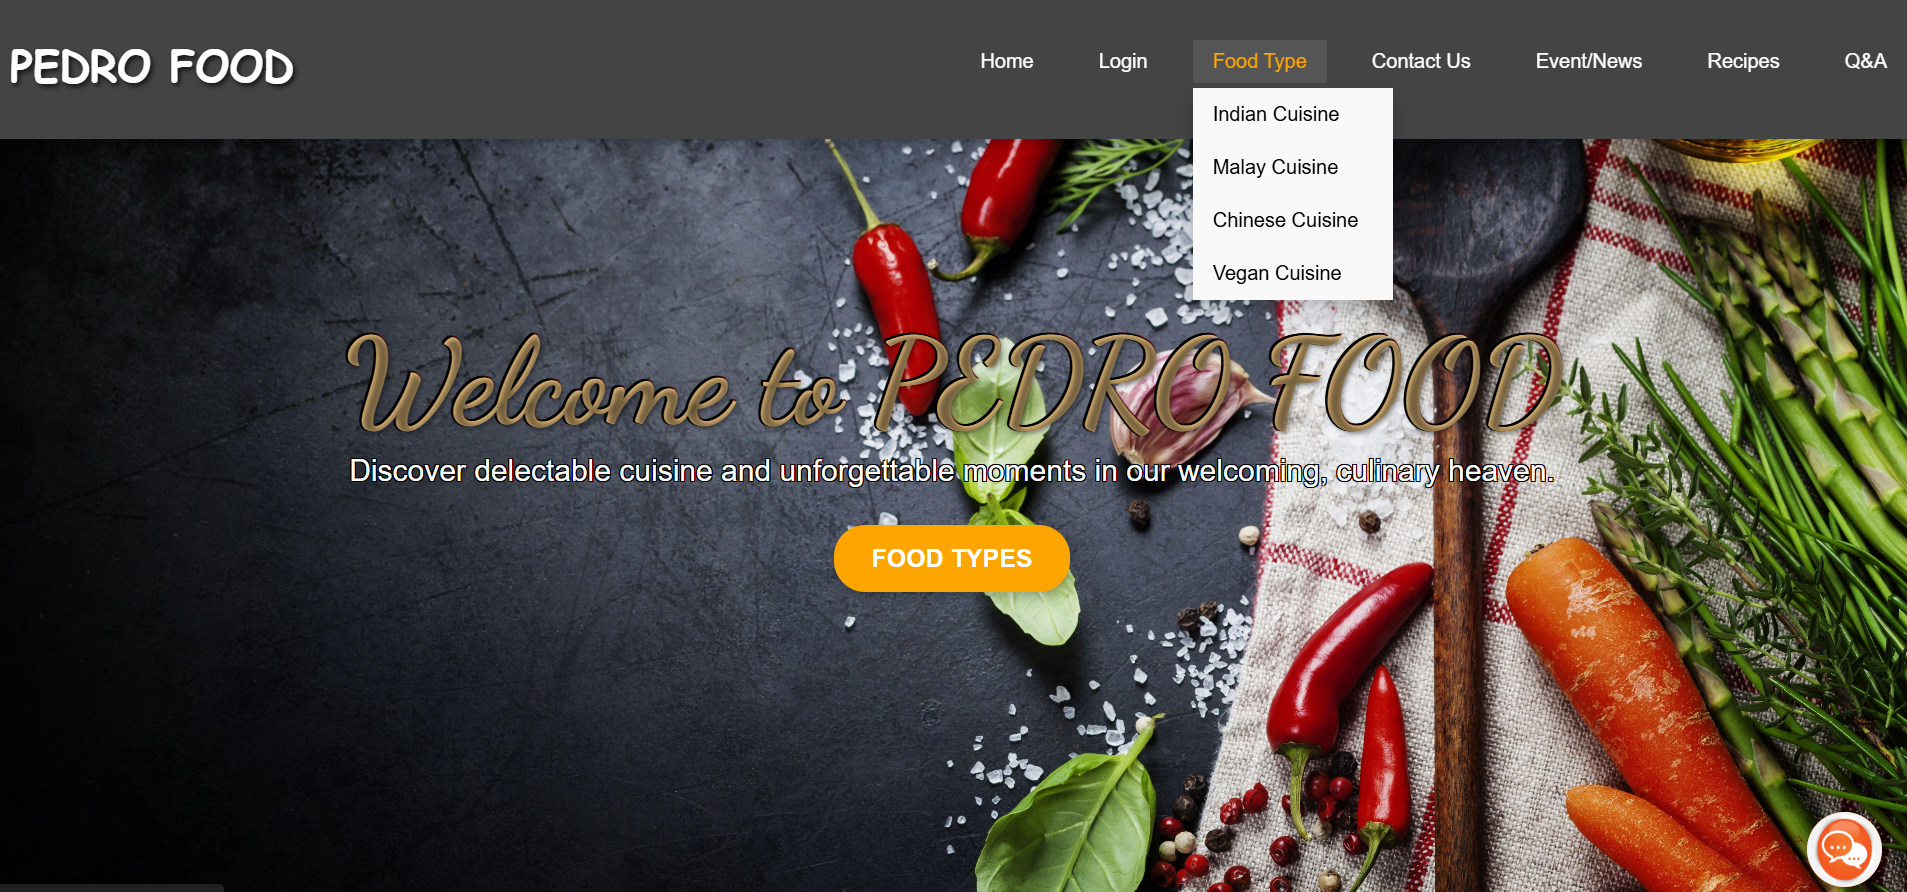 PEDRO FOOD
Home Login Food Type Contact Us Event/News Recipes Q&A
Indian Cuisine
Malay Cuisine
Chinese Cuisine
Vegan Cuisine
Welcome to PEDRO FOOD
Discover delectable cuisine and unforgettable moments in our welcoming, culinary heaven.
FOOD TYPES